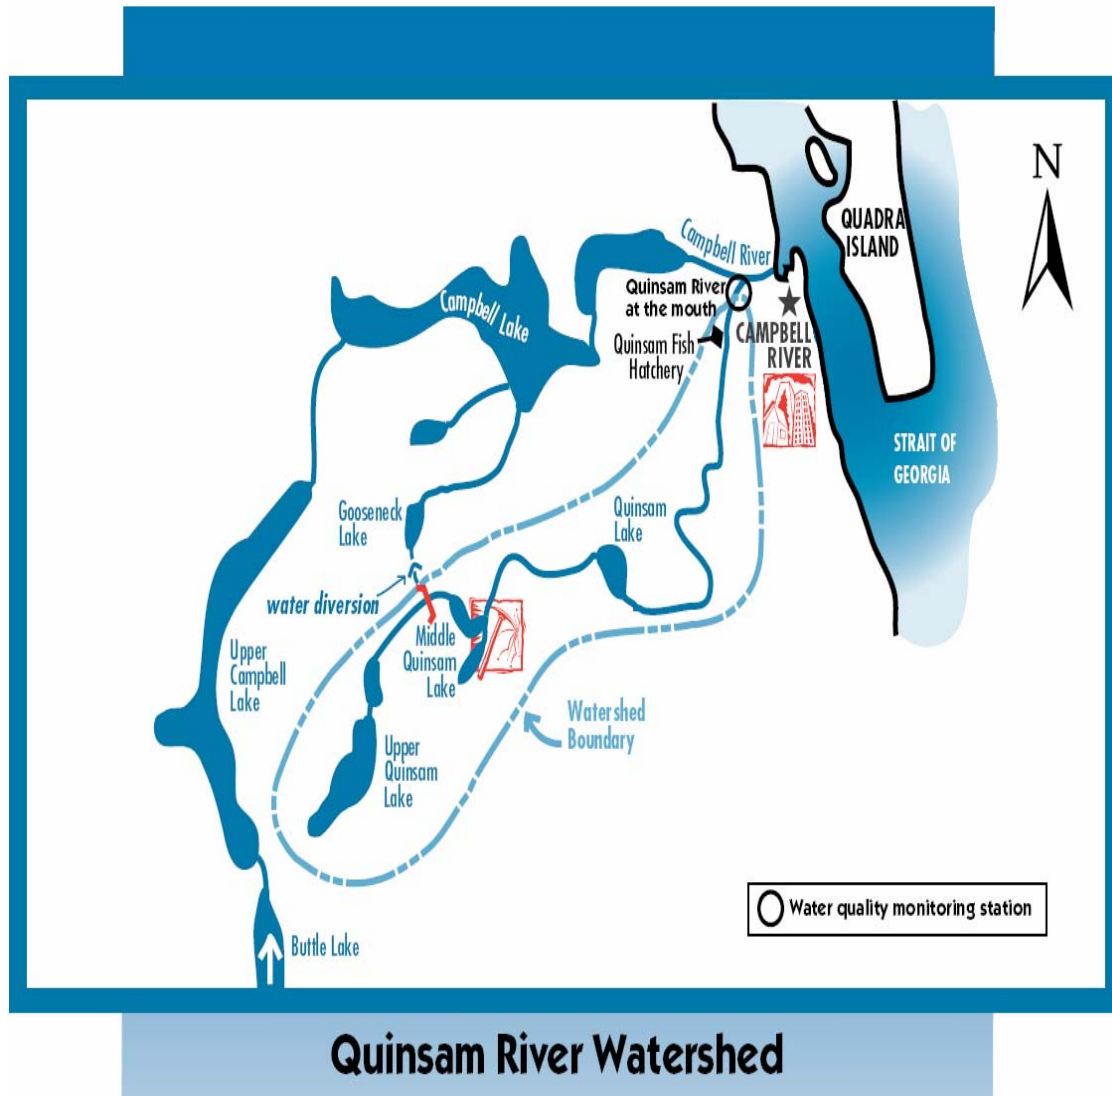 N
QUADRA
ISLAND
Campbell River
Quinsam River
at the mouth
Campbell Lake
CAMPBELL
RIVER
Quinsam Fish
Hatchery
STRAIT OF
GEORGIA
Gooseneck
Lake
Quinsam
Lake
water diversion
Middle
Quinsam
Lake
Upper
Campbell
Lake
Watershed
Boundary
Upper
Quinsam
Lake
Water quality monitoring station
Buttle Lake
Quinsam River Watershed